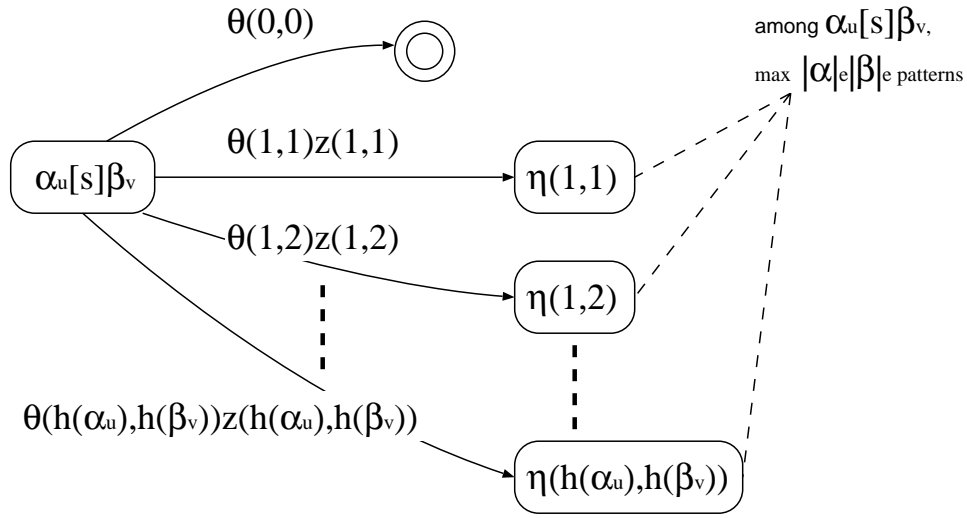 θ(0,0)
among αu[s]βv,
max |α|e|β|e patterns
θ(1,1)z(1,1)
αu[s]βv
η(1,1)
θ(1,2)z(1,2)
η(1,2)
θ(h(αu),h(βv))z(h(αu),h(βv))
η(h(αu),h(βv))